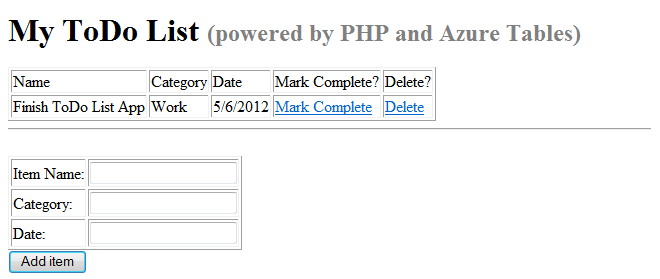 My ToDo List (powered by PHP and Azure Tables)
Name Category Date Mark Complete? Delete?
Finish ToDo List App Work 5/6/2012 Mark Complete Delete
Item Name:
Category:
Date:
Add item